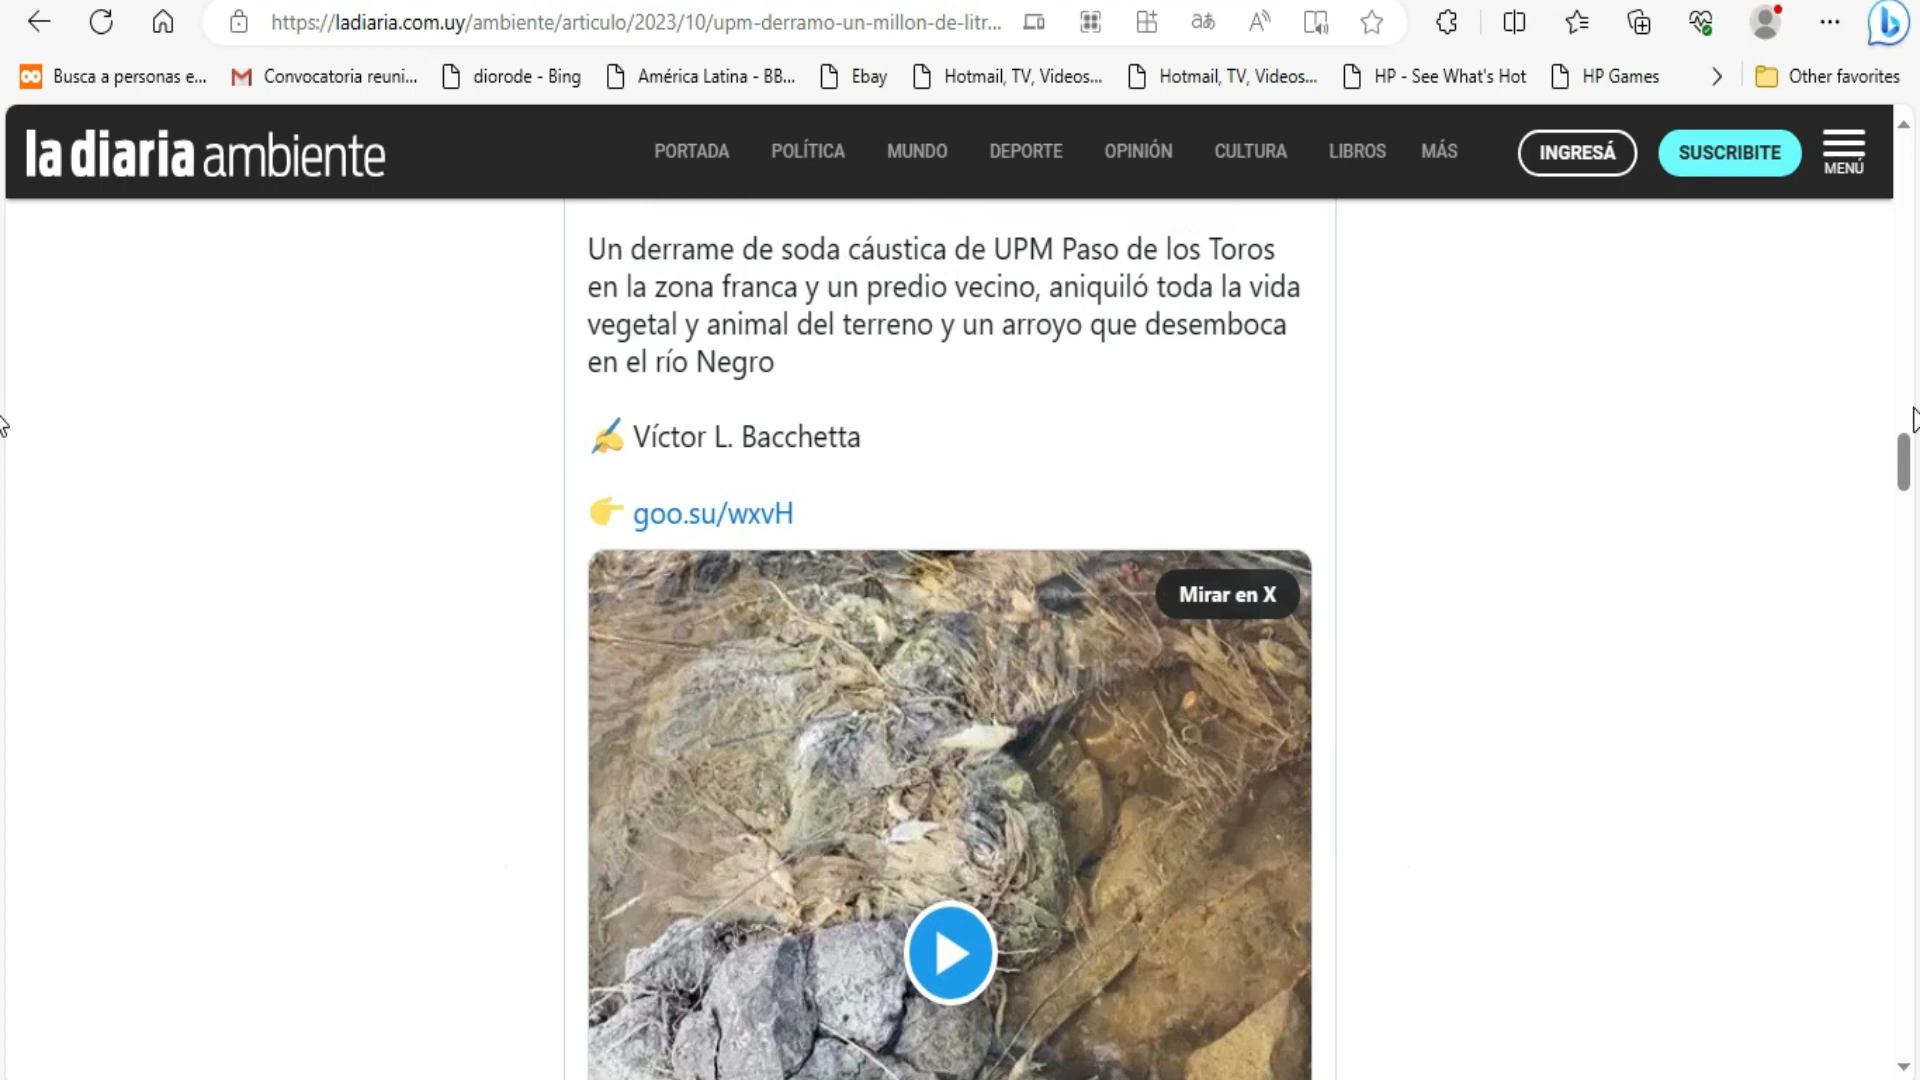 https://ladiaria.com.uy/ambiente/articulo/2023/10/upm-derramo-un-millon-de-litr...
Busca a personas e...
Convocatoria reuni...
diorode - Bing
América Latina - BB...
Ebay
Hotmail, TV, Videos...
Hotmail, TV, Videos...
HP - See What's Hot
HP Games
Other favorites
la diaria ambiente
PORTADA
POLÍTICA
MUNDO
DEPORTE
OPINIÓN
CULTURA
LIBROS
MÁS
INGRESÁ
SUSCRIBITE
MENÚ
Un derrame de soda cáustica de UPM Paso de los Toros
en la zona franca y un predio vecino, aniquiló toda la vida
vegetal y animal del terreno y un arroyo que desemboca
en el río Negro
Víctor L. Bacchetta
goo.su/wxvH
Mirar en X